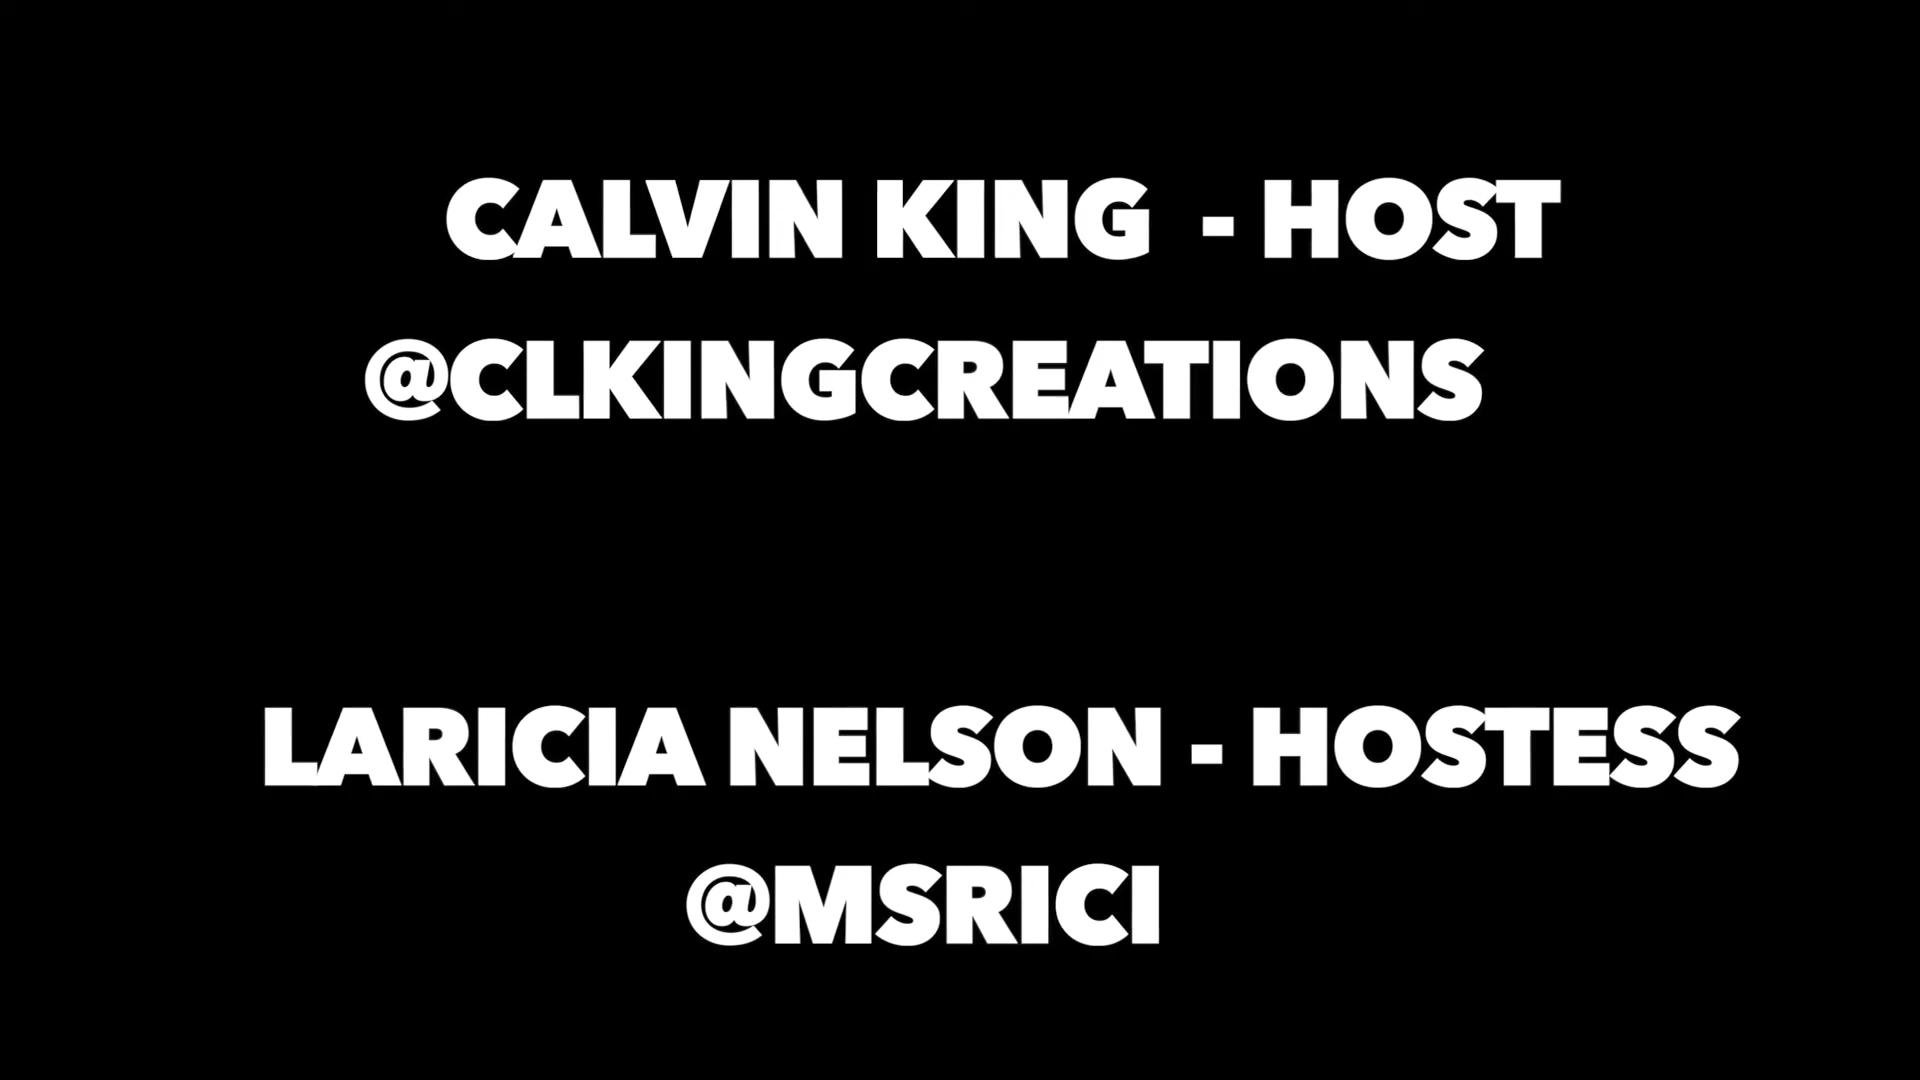 CALVIN KING - HOST
@CLKINGCREATIONS
LARICIA NELSON - HOSTESS
@MSRICI